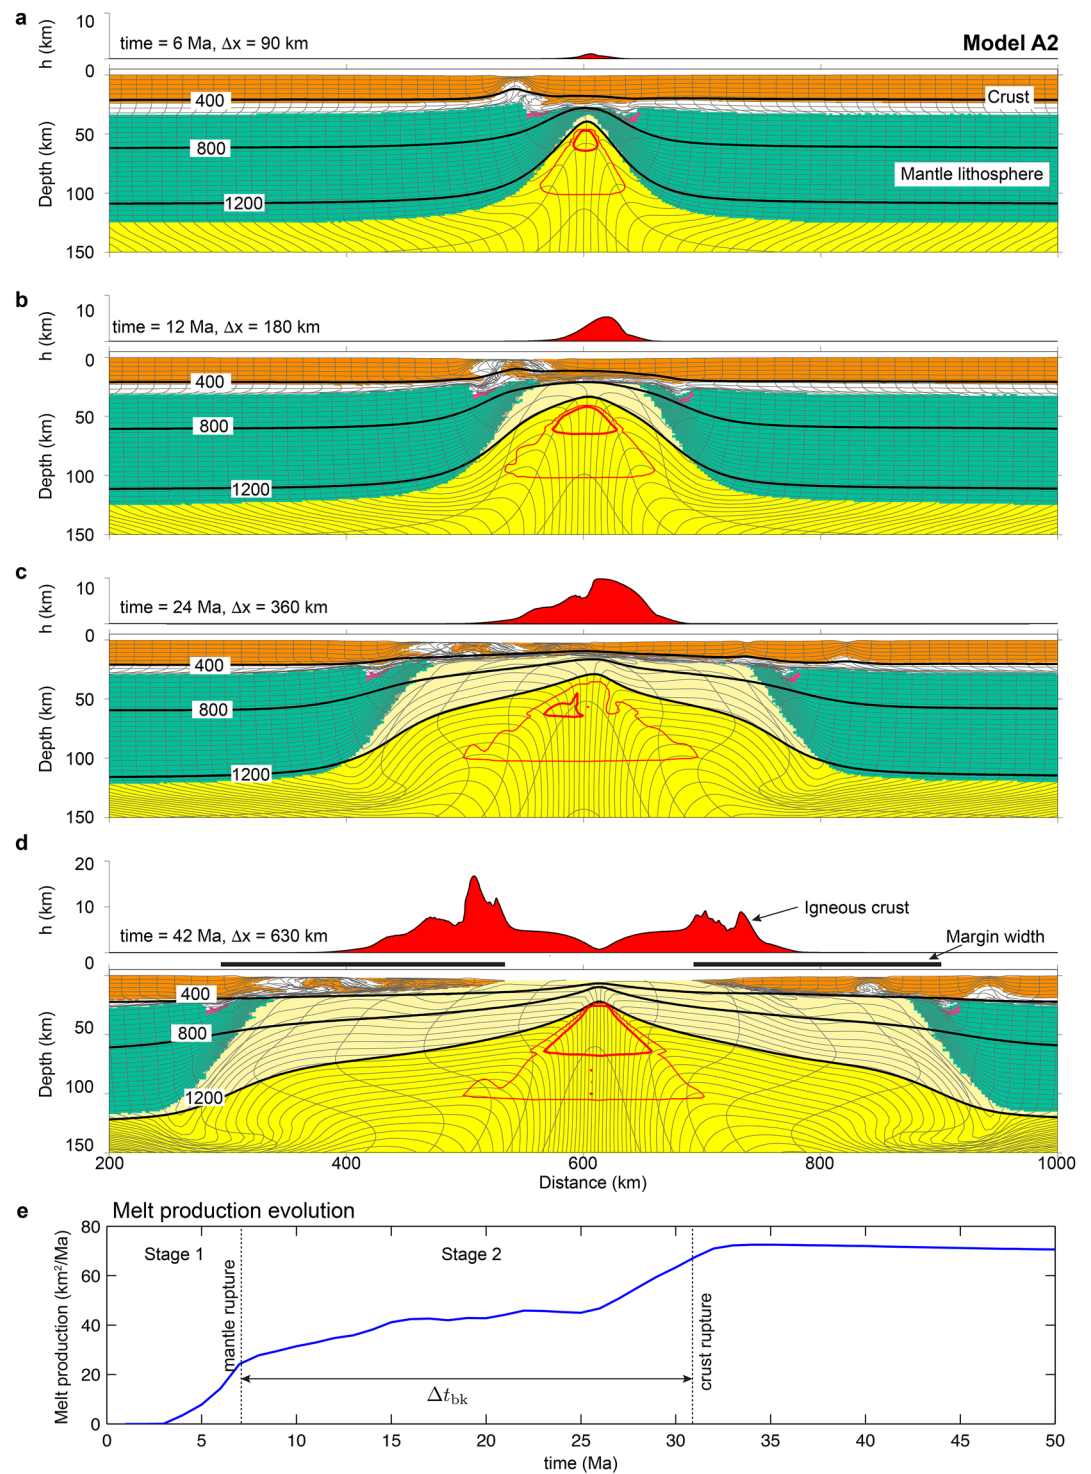 a
10
h (km)
time = 6 Ma, Δx = 90 km
Model A2
0
400
Crust
50
800
Mantle lithosphere
Depth (km)
100
1200
150
b
10
h (km)
time = 12 Ma, Δx = 180 km
0
400
50
800
Depth (km)
100
1200
150
c
10
h (km)
time = 24 Ma, Δx = 360 km
0
400
50
800
Depth (km)
100
1200
150
d
20
10
h (km)
Igneous crust
time = 42 Ma, Δx = 630 km
Margin width
0
400
50
800
Depth (km)
100
1200
150
200 400 600 800 1000
Distance (km)
e Melt production evolution
80
Stage 1
Stage 2
60
mantle rupture
crust rupture
Melt production (km²/Ma)
40
20
Δt_bk
0
0 5 10 15 20 25 30 35 40 45 50
time (Ma)